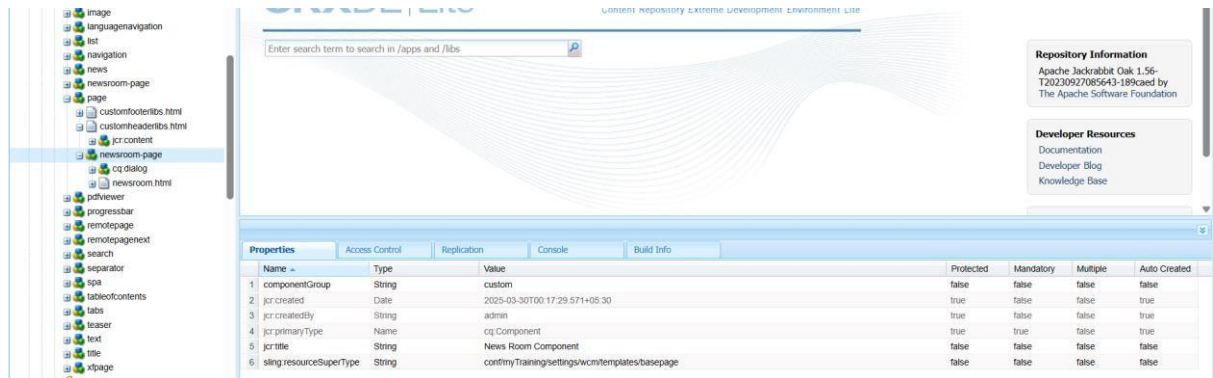 image
languagenavigation
list
navigation
news
newsroom-page
page
customfooterlibs.html
customheaderlibs.html
jcr:content
newsroom-page
cq:dialog
newsroom.html
pdfviewer
progressbar
remotepage
remotepagenext
search
separator
spa
tableofcontents
tabs
teaser
text
title
xfpage
Content Repository Extreme Development Environment Lite
Enter search term to search in /apps and /libs
Repository Information
Apache Jackrabbit Oak 1.56-
T20230927085643-189caed by
The Apache Software Foundation
Developer Resources
Documentation
Developer Blog
Knowledge Base
Properties Access Control Replication Console Build Info
Name Type Value Protected Mandatory Multiple Auto Created
1 componentGroup String custom false false false false
2 jcr:created Date 2025-03-30T00:17:29.571+05:30 true false false true
3 jcr:createdBy String admin true false false true
4 jcr:primaryType Name cq:Component true true false true
5 jcr:title String News Room Component false false false false
6 sling:resourceSuperType String conf/myTraining/settings/wcm/templates/basepage false false false false